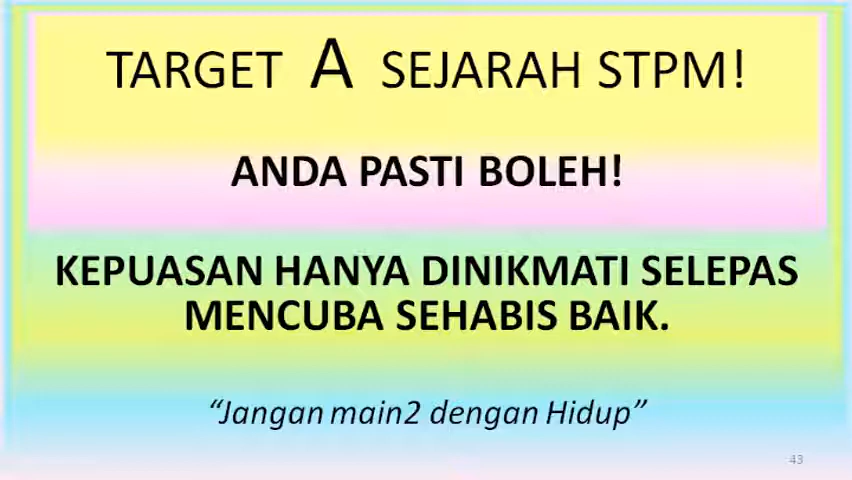 TARGET A SEJARAH STPM!
ANDA PASTI BOLEH!
KEPUASAN HANYA DINIKMATI SELEPAS
MENCUBA SEHABIS BAIK.
“Jangan main2 dengan Hidup”
43